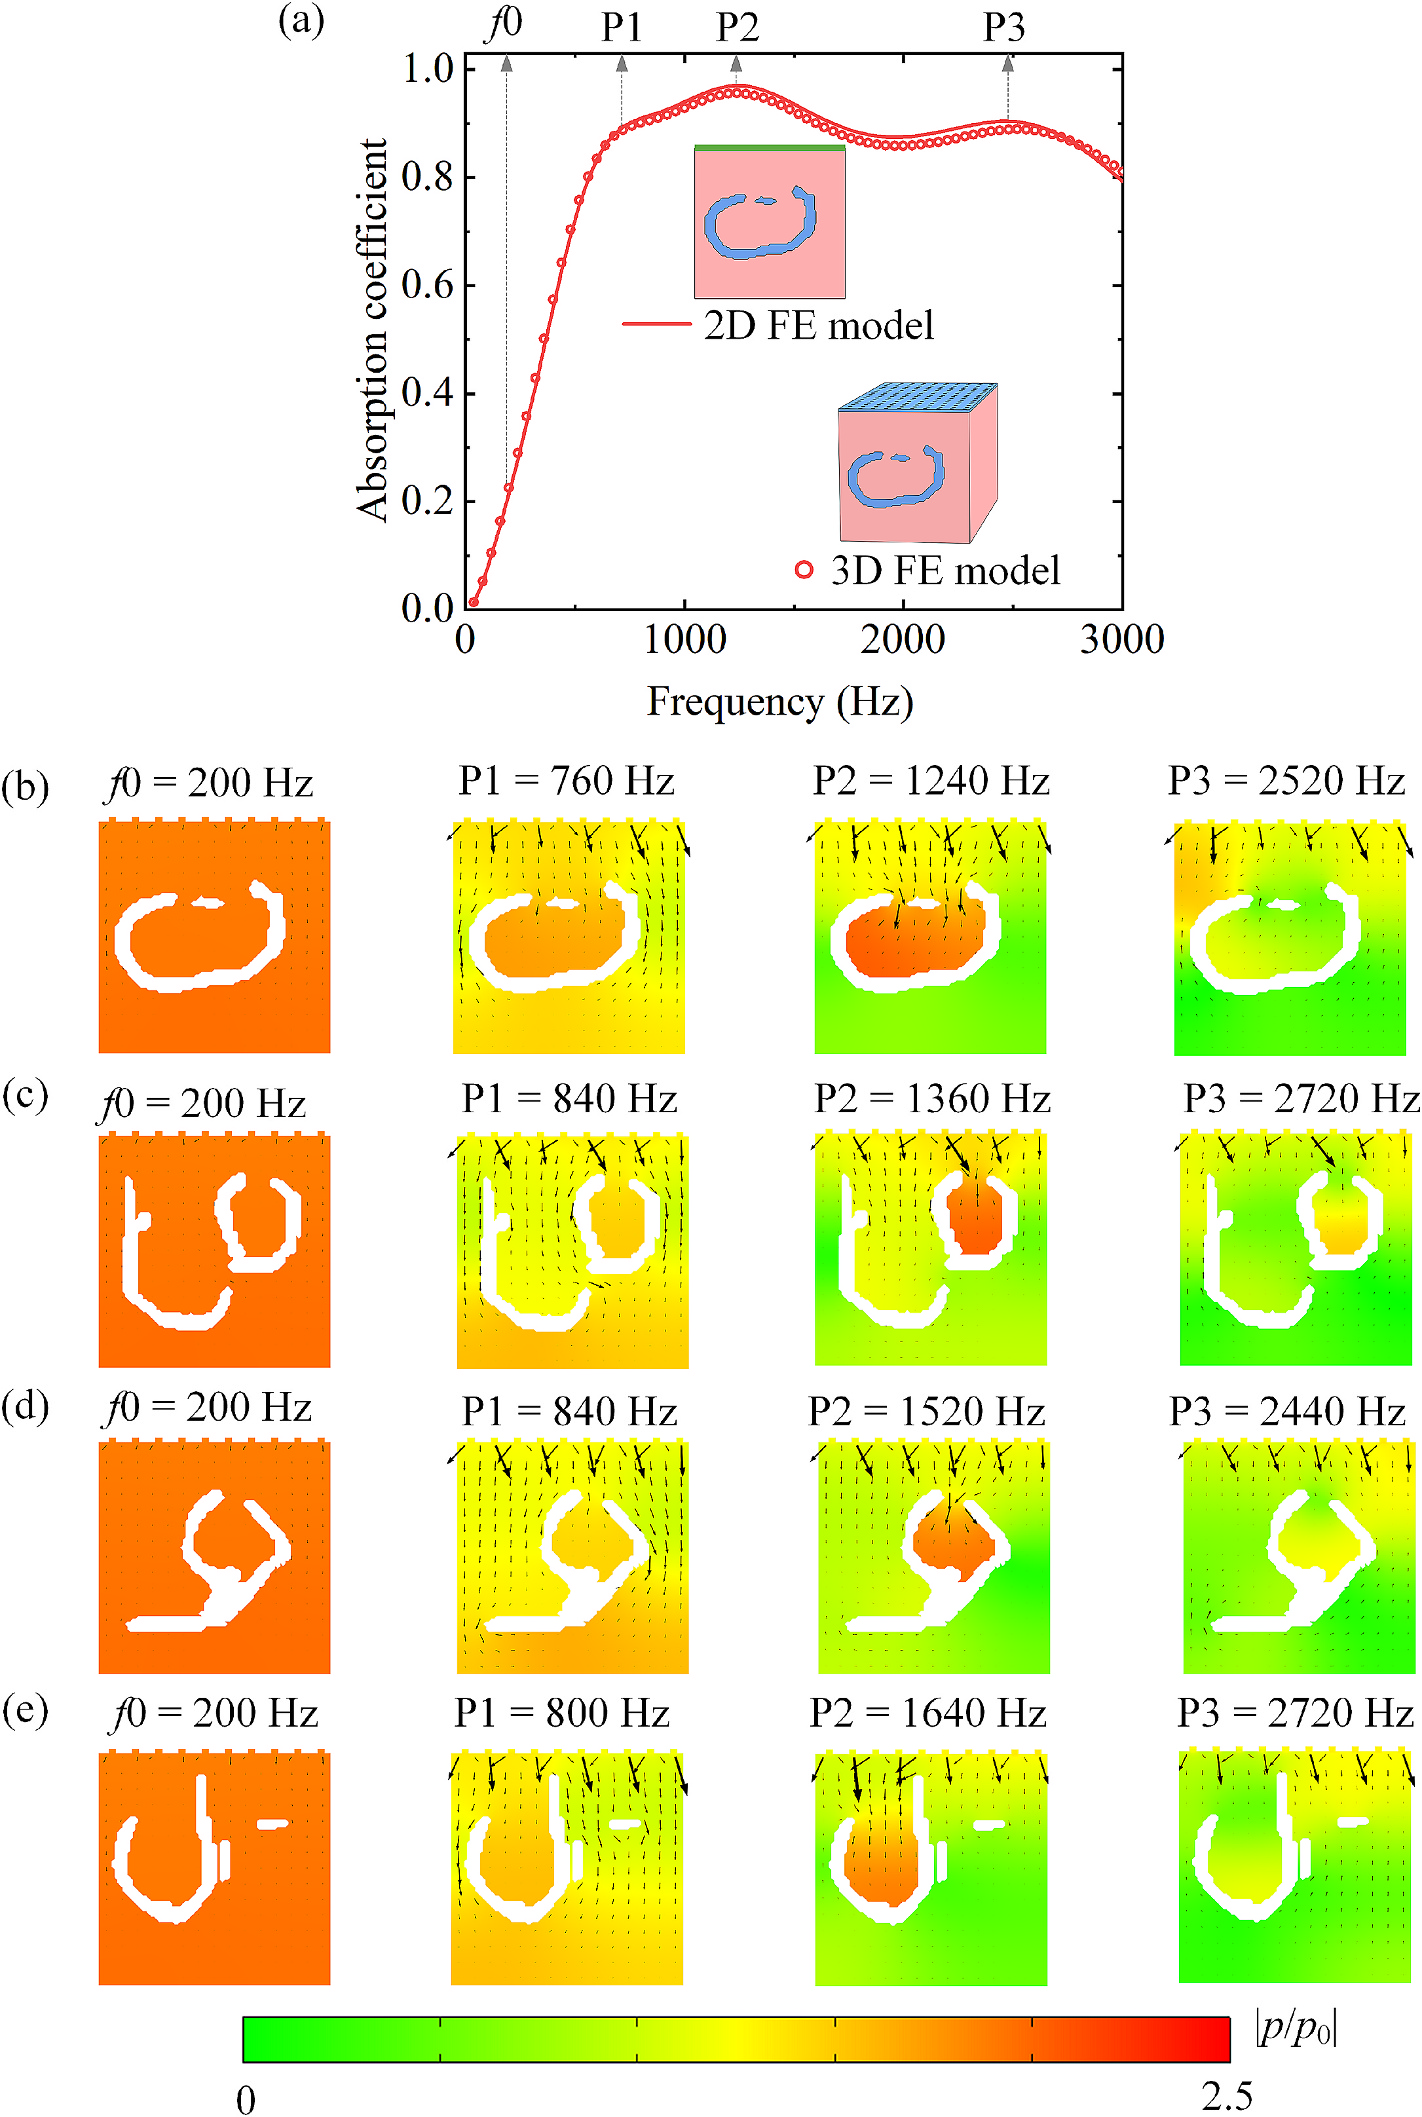 (a)
f0 P1 P2 P3
1.0
0.8
0.6
0.4
0.2
0.0
Absorption coefficient
2D FE model
3D FE model
0 1000 2000 3000
Frequency (Hz)
(b) f0 = 200 Hz P1 = 760 Hz P2 = 1240 Hz P3 = 2520 Hz
(c) f0 = 200 Hz P1 = 840 Hz P2 = 1360 Hz P3 = 2720 Hz
(d) f0 = 200 Hz P1 = 840 Hz P2 = 1520 Hz P3 = 2440 Hz
(e) f0 = 200 Hz P1 = 800 Hz P2 = 1640 Hz P3 = 2720 Hz
|p/p₀|
0 2.5